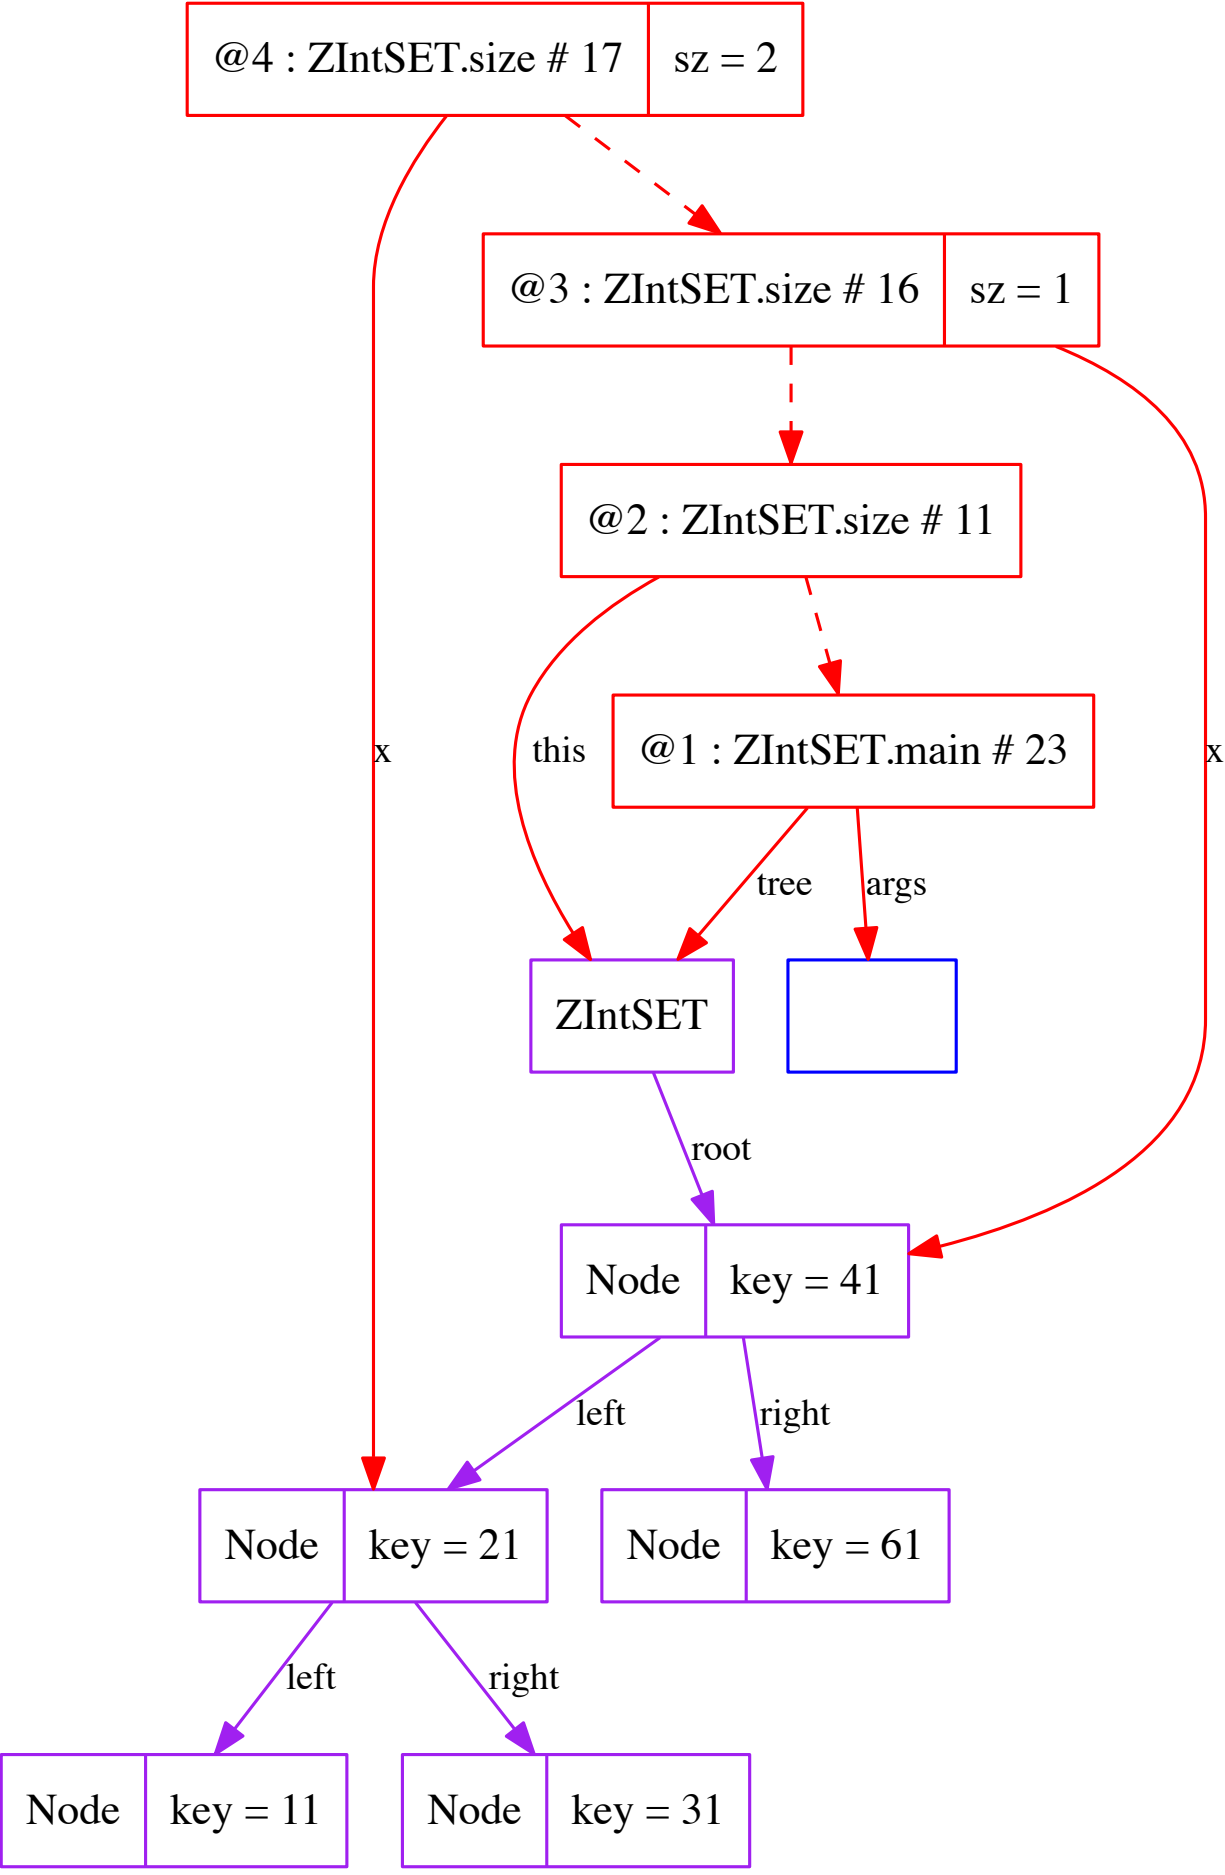 @4 : ZIntSET.size # 17 sz = 2
@3 : ZIntSET.size # 16 sz = 1
@2 : ZIntSET.size # 11
x this @1 : ZIntSET.main # 23 x
tree args
ZIntSET
root
Node key = 41
left right
Node key = 21 Node key = 61
left right
Node key = 11 Node key = 31